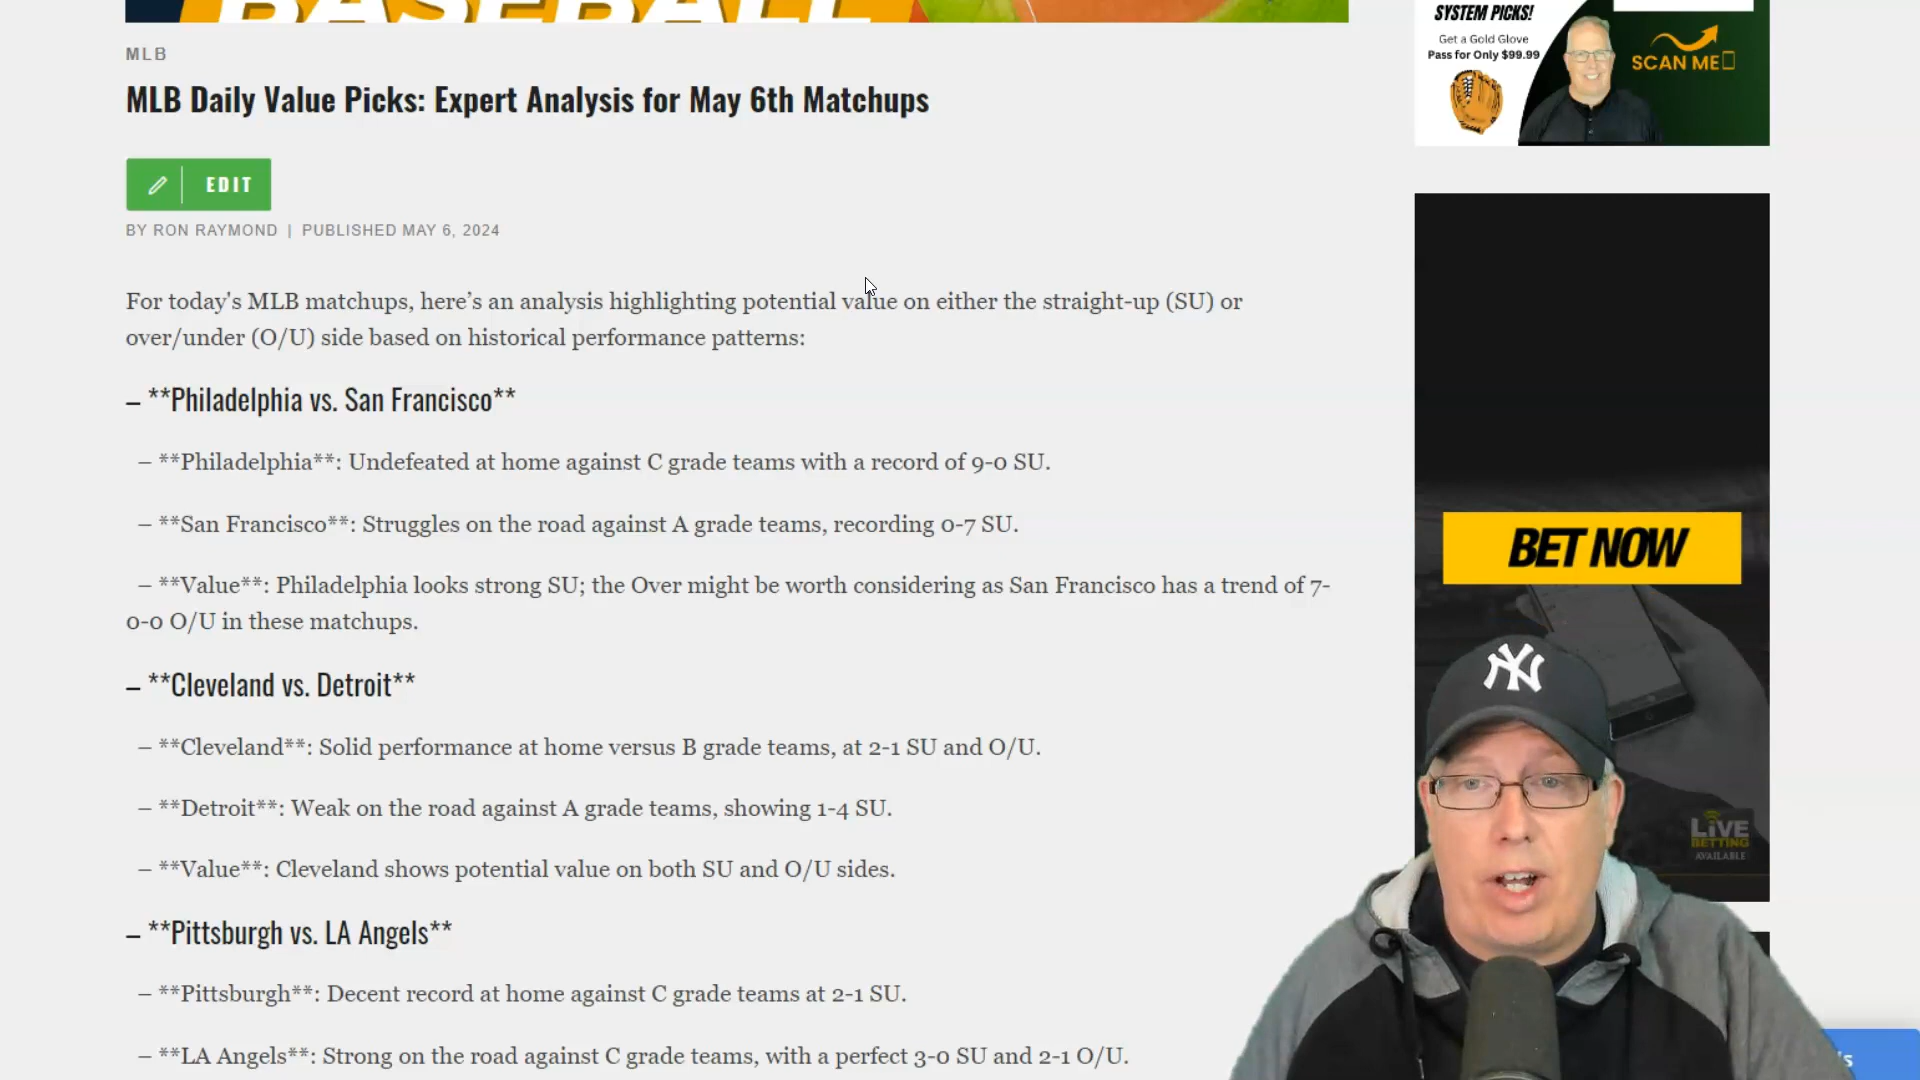 BASEBALL
SYSTEM PICKS!
Get a Gold Glove
Pass for Only $99.99
SCAN ME
MLB
MLB Daily Value Picks: Expert Analysis for May 6th Matchups
EDIT
BY RON RAYMOND | PUBLISHED MAY 6, 2024
For today's MLB matchups, here’s an analysis highlighting potential value on either the straight-up (SU) or
over/under (O/U) side based on historical performance patterns:
– **Philadelphia vs. San Francisco**
– **Philadelphia**: Undefeated at home against C grade teams with a record of 9-0 SU.
– **San Francisco**: Struggles on the road against A grade teams, recording 0-7 SU.
– **Value**: Philadelphia looks strong SU; the Over might be worth considering as San Francisco has a trend of 7-
0-0 O/U in these matchups.
– **Cleveland vs. Detroit**
– **Cleveland**: Solid performance at home versus B grade teams, at 2-1 SU and O/U.
– **Detroit**: Weak on the road against A grade teams, showing 1-4 SU.
– **Value**: Cleveland shows potential value on both SU and O/U sides.
– **Pittsburgh vs. LA Angels**
– **Pittsburgh**: Decent record at home against C grade teams at 2-1 SU.
– **LA Angels**: Strong on the road against C grade teams, with a perfect 3-0 SU and 2-1 O/U.
BET NOW
NY
LIVE
BETTING
AVAILABLE